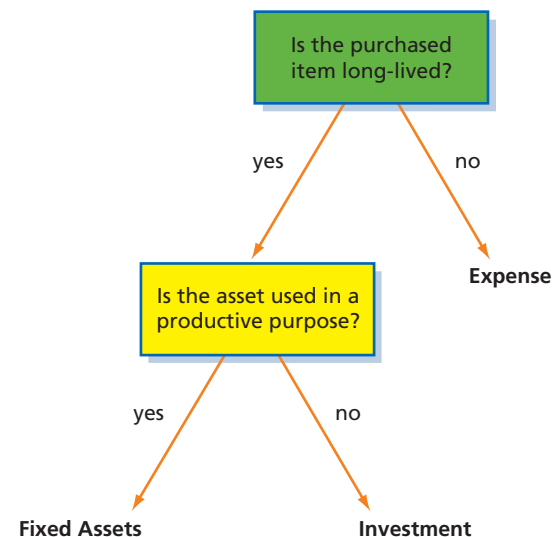 Is the purchased
item long-lived?
yes
no
Expense
Is the asset used in a
productive purpose?
yes
no
Fixed Assets
Investment